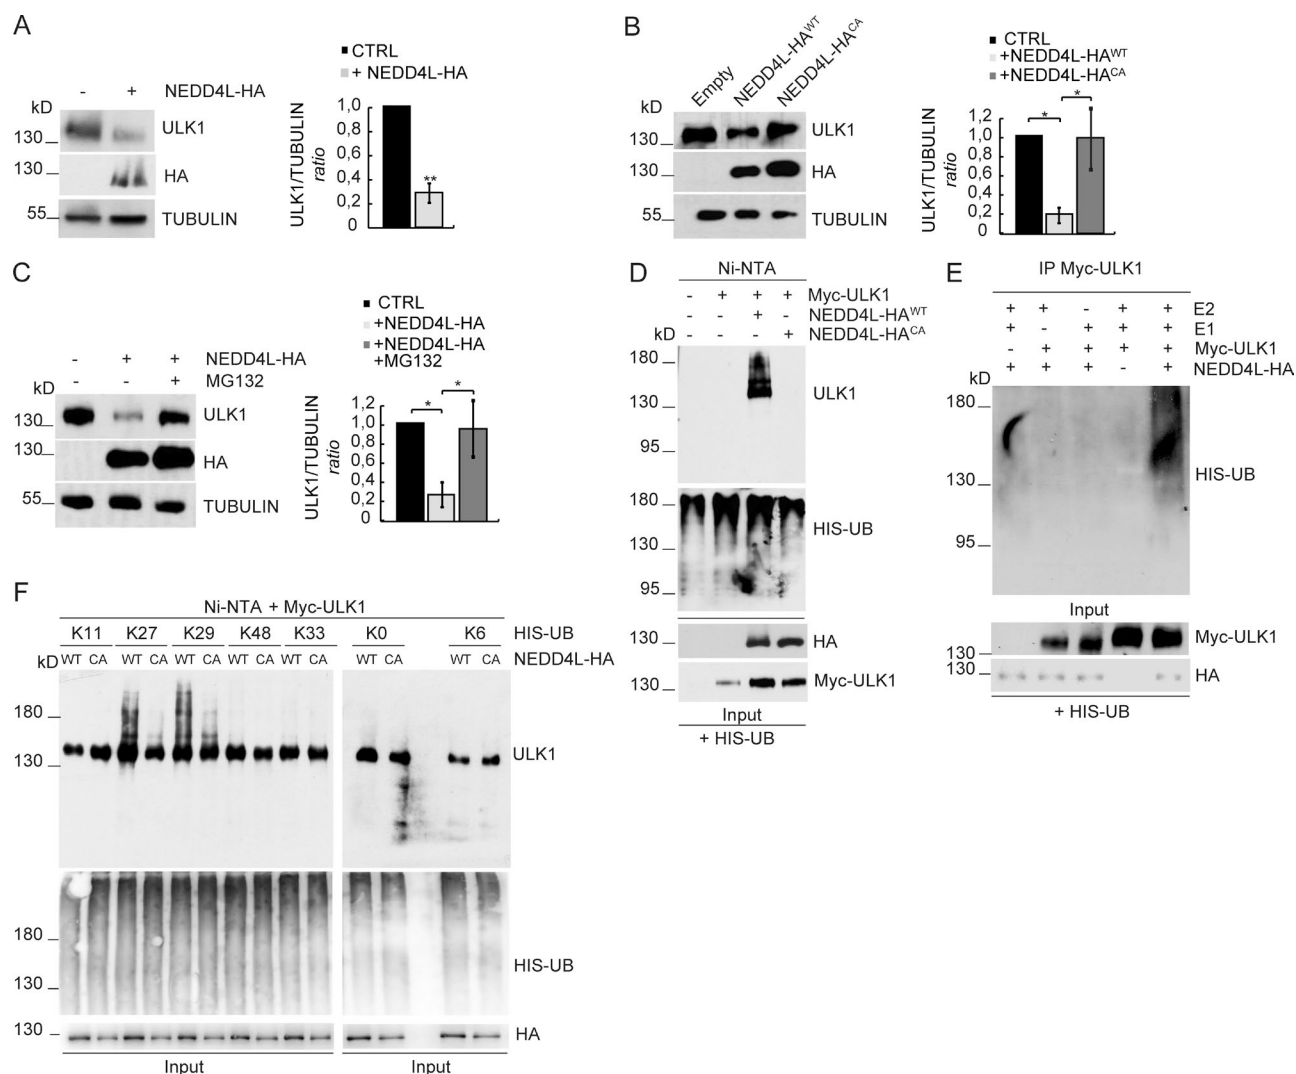 A
- + NEDD4L-HA
kD
130 ULK1
130 HA
55 TUBULIN
CTRL
+ NEDD4L-HA
ULK1/TUBULIN
ratio
1,0
0,8
0,6
0,4
0,2
0
**
B
Empty
NEDD4L-HAWT
NEDD4L-HACA
kD
130 ULK1
130 HA
55 TUBULIN
CTRL
+NEDD4L-HAWT
+NEDD4L-HACA
ULK1/TUBULIN
ratio
1,2
1,0
0,8
0,6
0,4
0,2
0
* *
C
- + + NEDD4L-HA
- - + MG132
kD
130 ULK1
130 HA
55 TUBULIN
CTRL
+NEDD4L-HA
+NEDD4L-HA
+MG132
ULK1/TUBULIN
ratio
1,2
1,0
0,8
0,6
0,4
0,2
0
* *
D
Ni-NTA
- + + + Myc-ULK1
- - + - NEDD4L-HAWT
kD - - - + NEDD4L-HACA
180
130 ULK1
95
180
HIS-UB
130
95
130 HA
130 Myc-ULK1
Input
+ HIS-UB
E
IP Myc-ULK1
+ + - + + E2
+ - + + + E1
- + + + + Myc-ULK1
+ + + - + NEDD4L-HA
kD
180
HIS-UB
130
95
Input
130 Myc-ULK1
130 HA
+ HIS-UB
F
Ni-NTA + Myc-ULK1
K11 K27 K29 K48 K33 K0 K6 HIS-UB
kD WT CA WT CA WT CA WT CA WT CA WT CA WT CA NEDD4L-HA
180
130 ULK1
180
HIS-UB
130
130 HA
Input Input